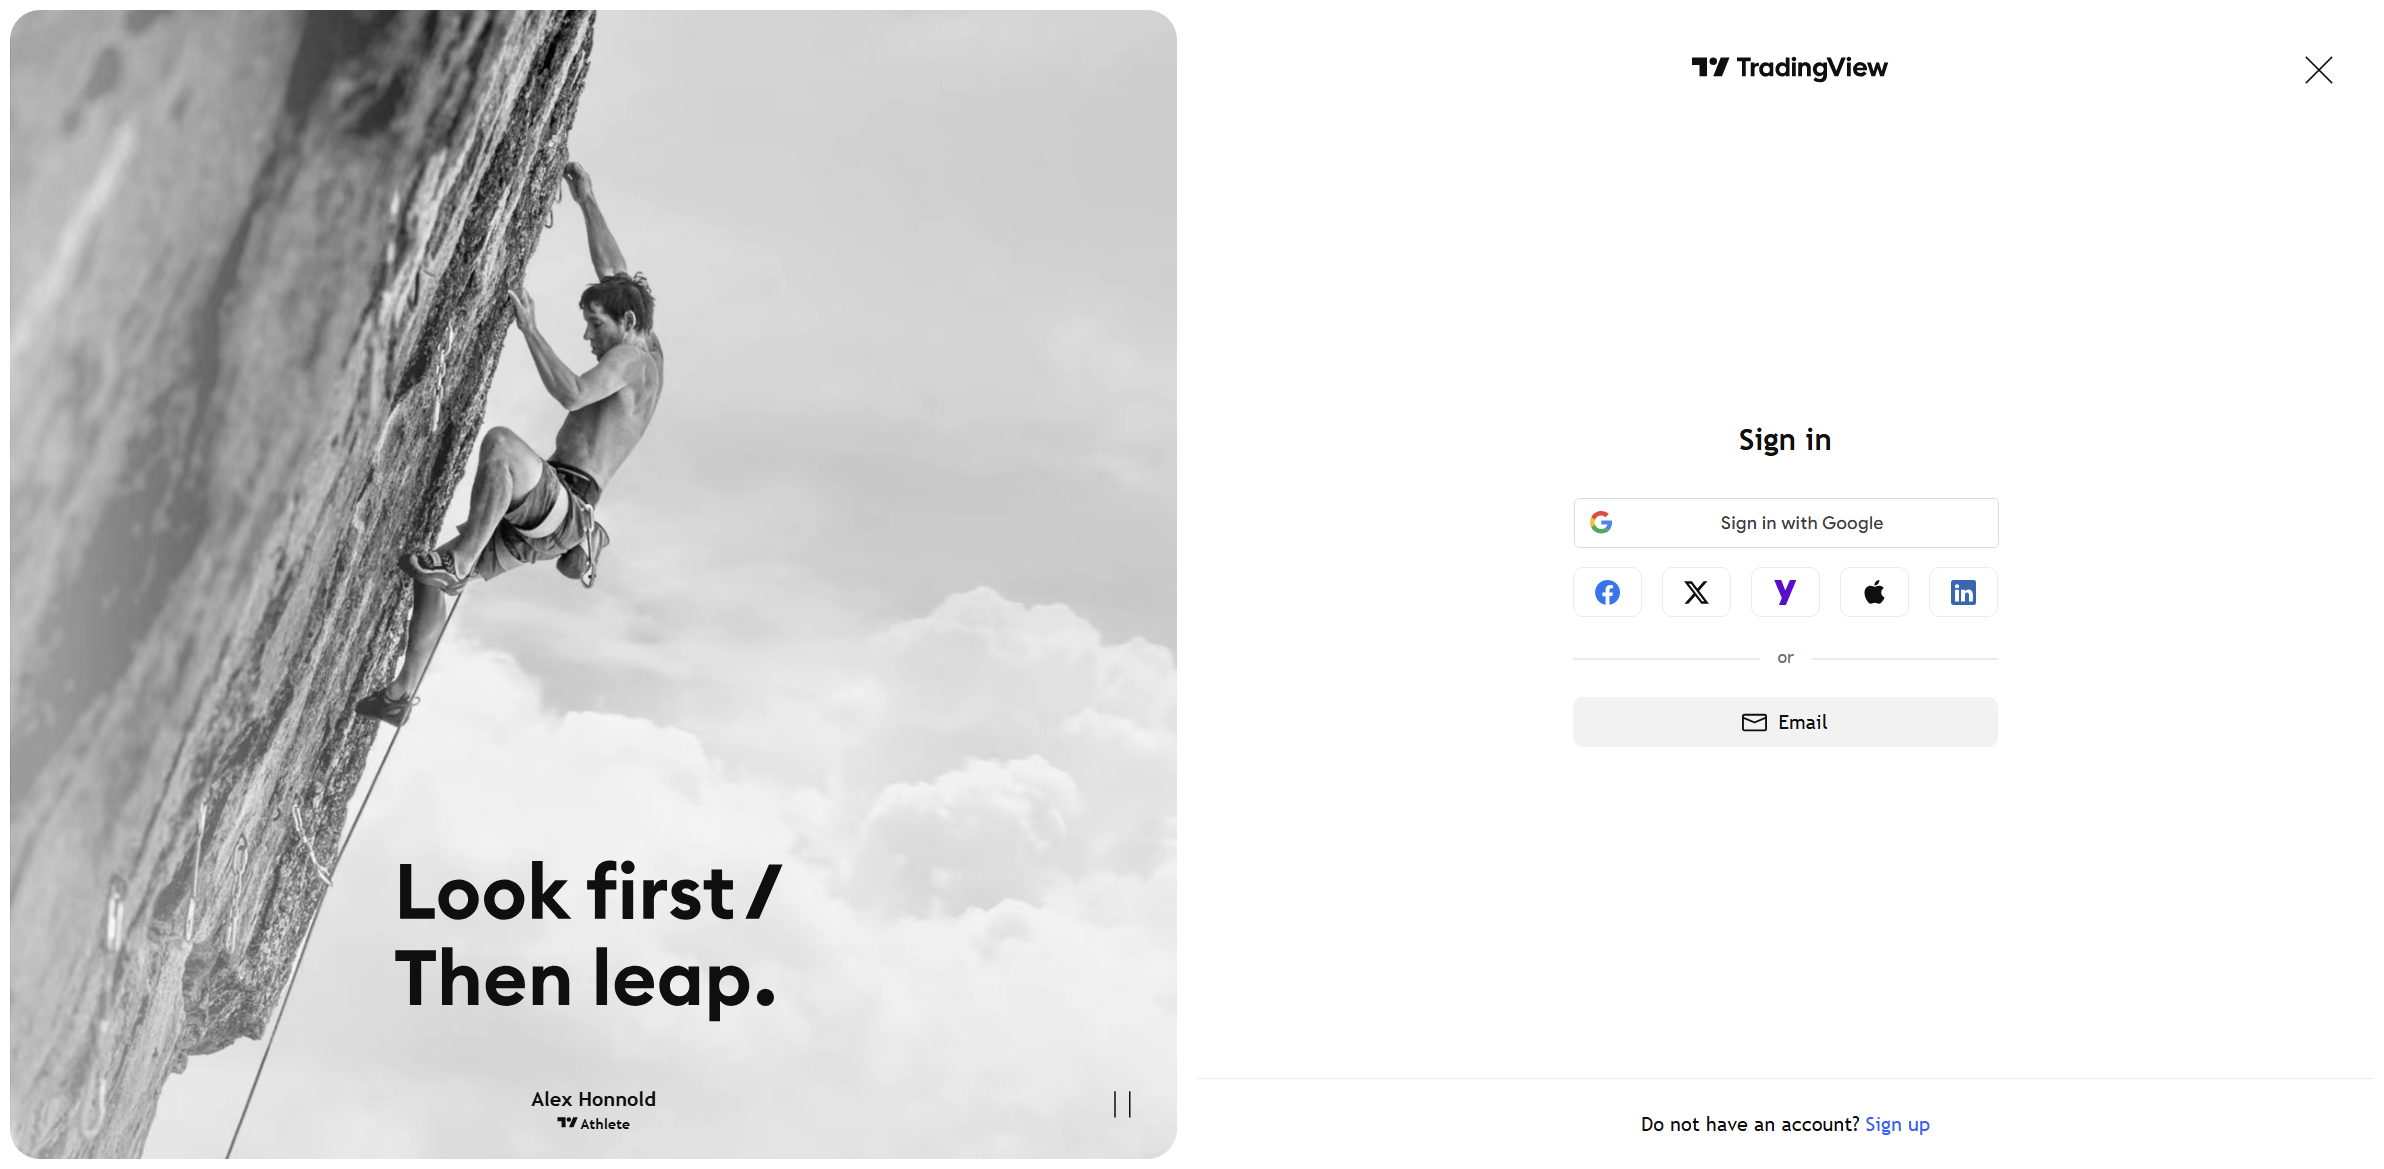 Look first/
Then leap.
Alex Honnold
Athlete
TradingView
Sign in
Sign in with Google
or
Email
Do not have an account? Sign up